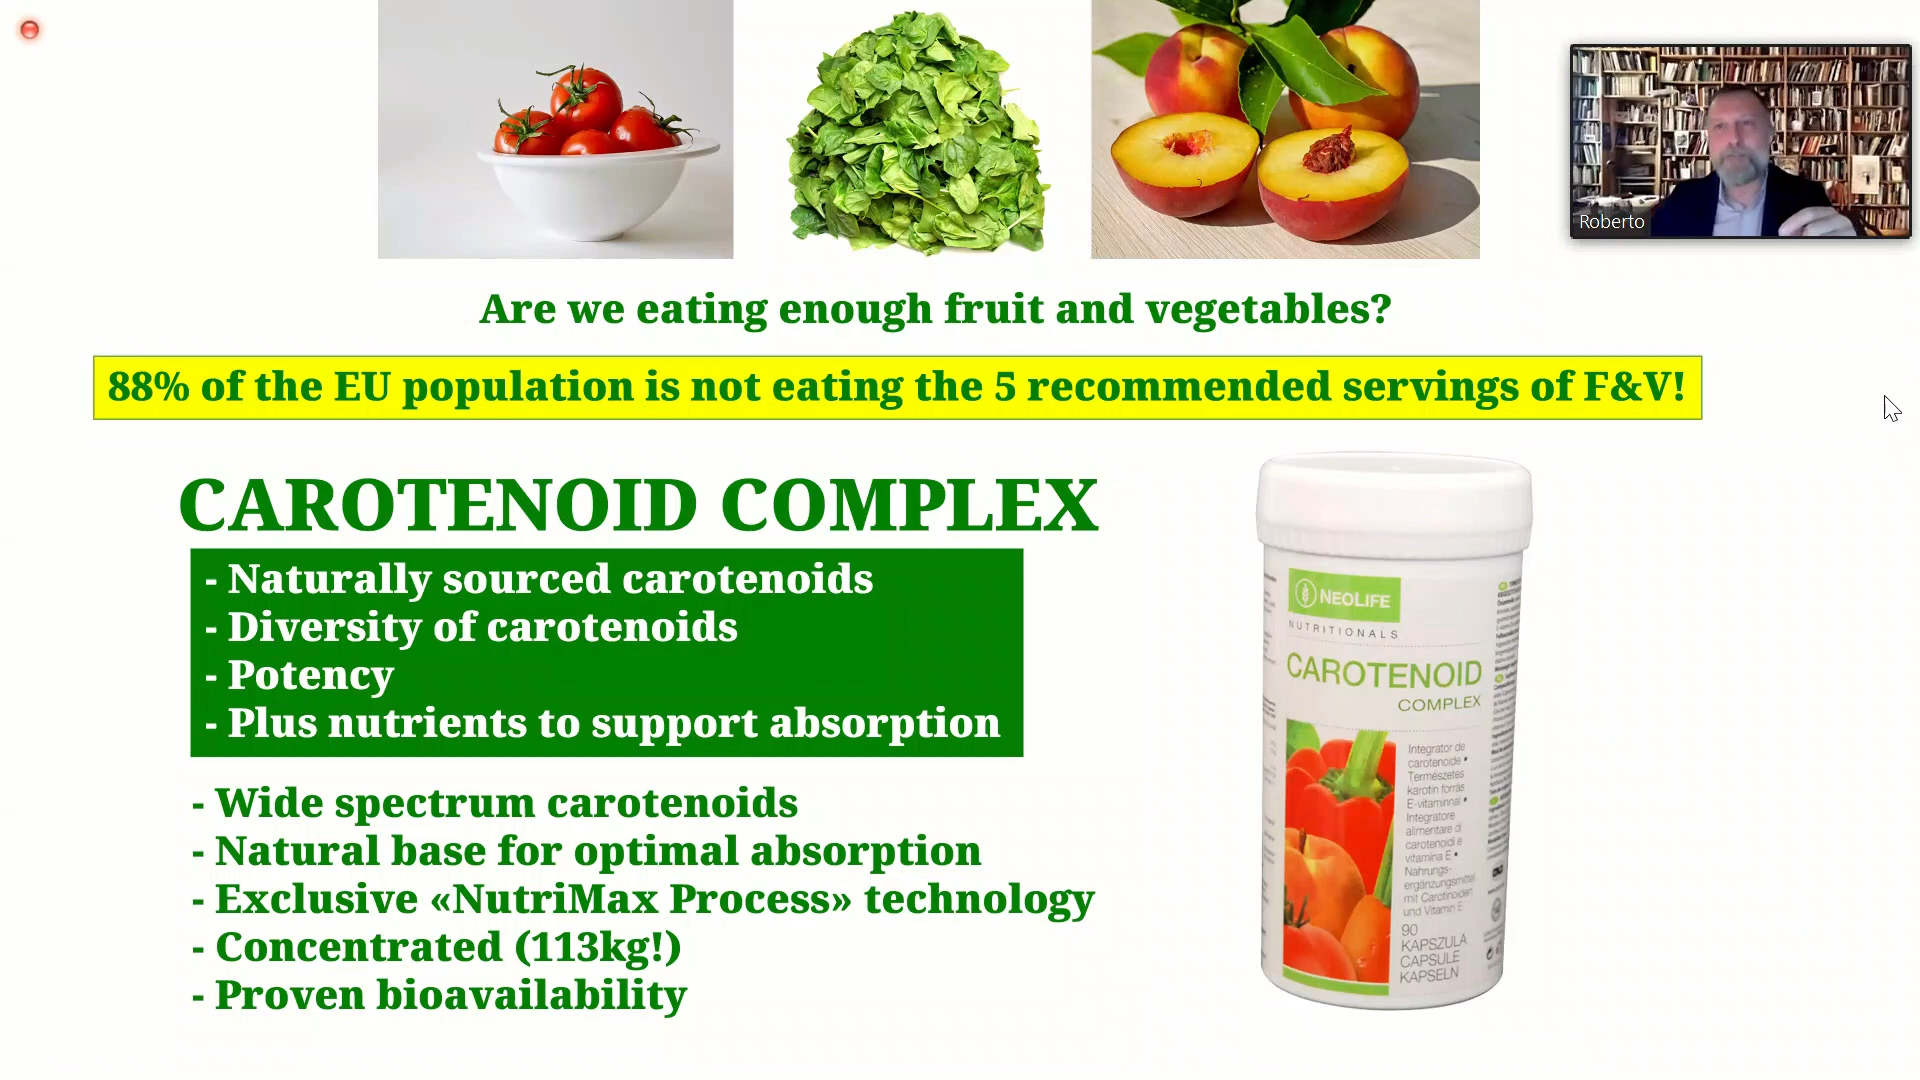 Roberto
Are we eating enough fruit and vegetables?
88% of the EU population is not eating the 5 recommended servings of F&V!
CAROTENOID COMPLEX
- Naturally sourced carotenoids
- Diversity of carotenoids
- Potency
- Plus nutrients to support absorption
- Wide spectrum carotenoids
- Natural base for optimal absorption
- Exclusive «NutriMax Process» technology
- Concentrated (113kg!)
- Proven bioavailability
NEOLIFE
NUTRITIONALS
CAROTENOID
COMPLEX
Integrator de
carotenoide •
Természetes
karotin forrás
E-vitaminnal •
Integratore
alimentare di
carotenoidi e
vitamina E •
Nahrungs-
ergänzungsmittel
mit Carotinoiden
und Vitamin E
90
KAPSZULA
CAPSULE
KAPSELN